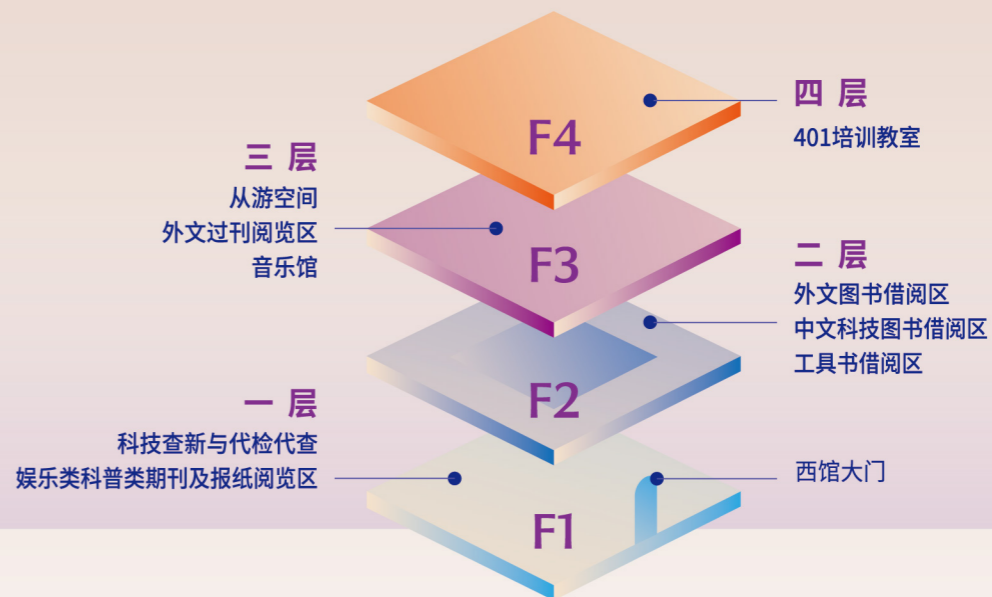 四层
401培训教室
F4
三层
从游空间
外文过刊阅览区
音乐馆
F3
二层
外文图书借阅区
中文科技图书借阅区
工具书借阅区
F2
一层
科技查新与代检代查
娱乐类科普类期刊及报纸阅览区
西馆大门
F1